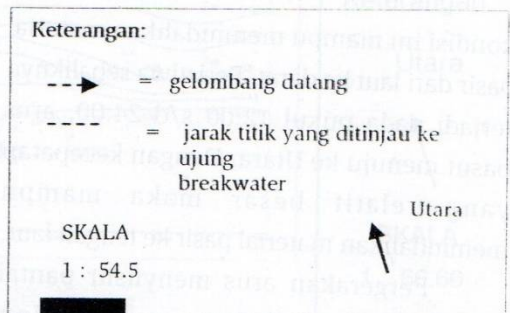 Keterangan:
= gelombang datang
= jarak titik yang ditinjau ke
ujung
breakwater
Utara
SKALA
1 : 54.5